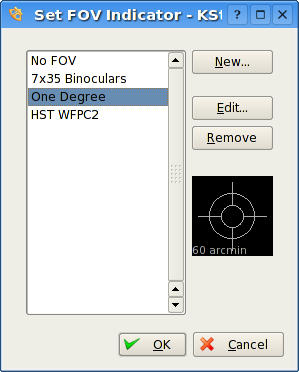 Set FOV Indicator - KSt
No FOV
7x35 Binoculars
One Degree
HST WFPC2
New...
Edit...
Remove
60 arcmin
OK
Cancel